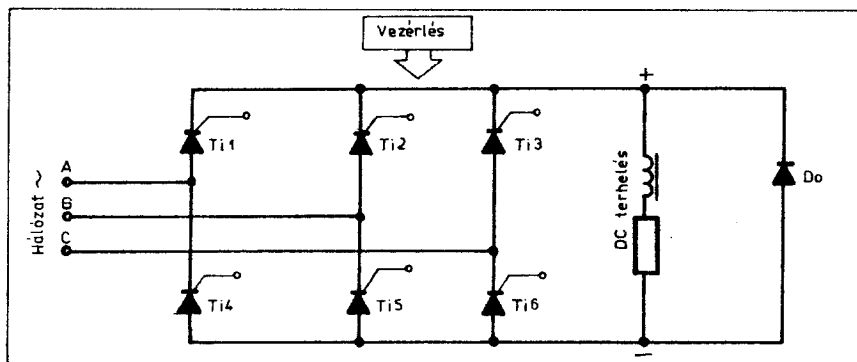 Vezérlés
+
Ti1
Ti2
Ti3
A
B
C
Hálózat ~
DC terhelés
Do
Ti4
Ti5
Ti6
−